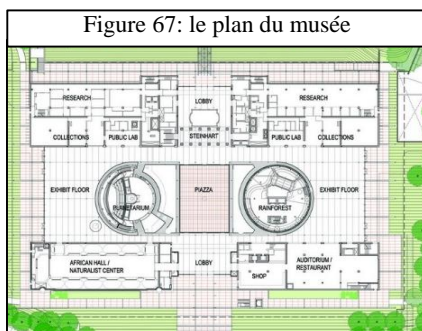 Figure 67: le plan du musée
RESEARCH
LOBBY
RESEARCH
COLLECTIONS
PUBLIC LAB
STEINHART
PUBLIC LAB
COLLECTIONS
EXHIBIT FLOOR
PLANETARIUM
PIAZZA
RAINFOREST
EXHIBIT FLOOR
AFRICAN HALL /
NATURALIST CENTER
LOBBY
SHOP
AUDITORIUM /
RESTAURANT